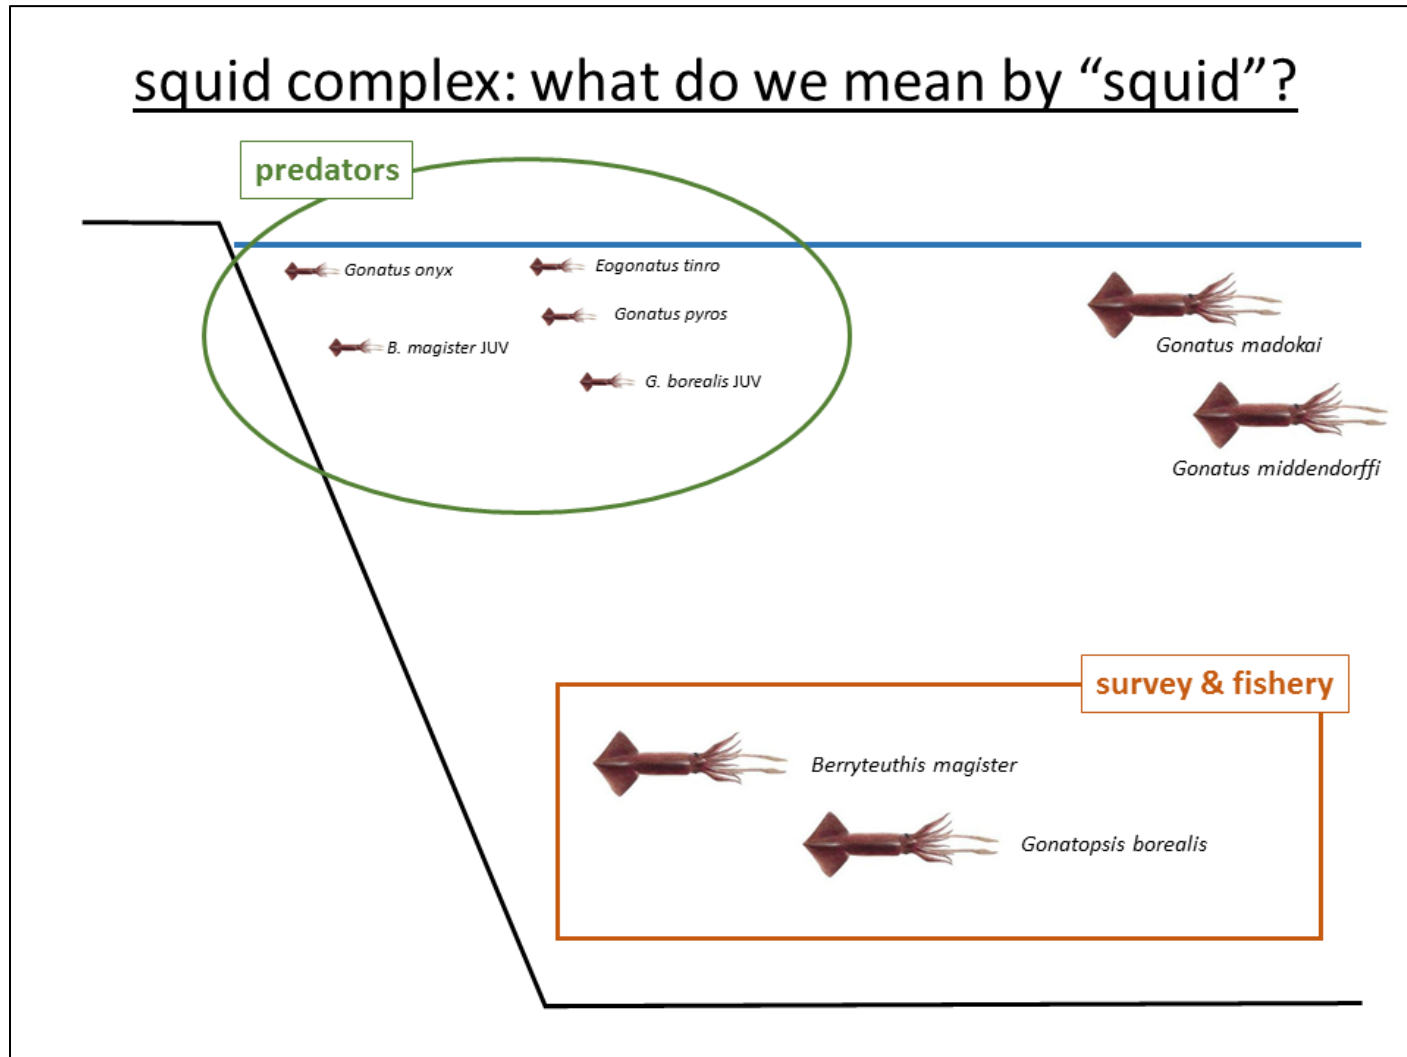 squid complex: what do we mean by “squid”?
predators
Gonatus onyx
Eogonatus tinro
Gonatus pyros
B. magister JUV
G. borealis JUV
Gonatus madokai
Gonatus middendorffi
survey & fishery
Berryteuthis magister
Gonatopsis borealis